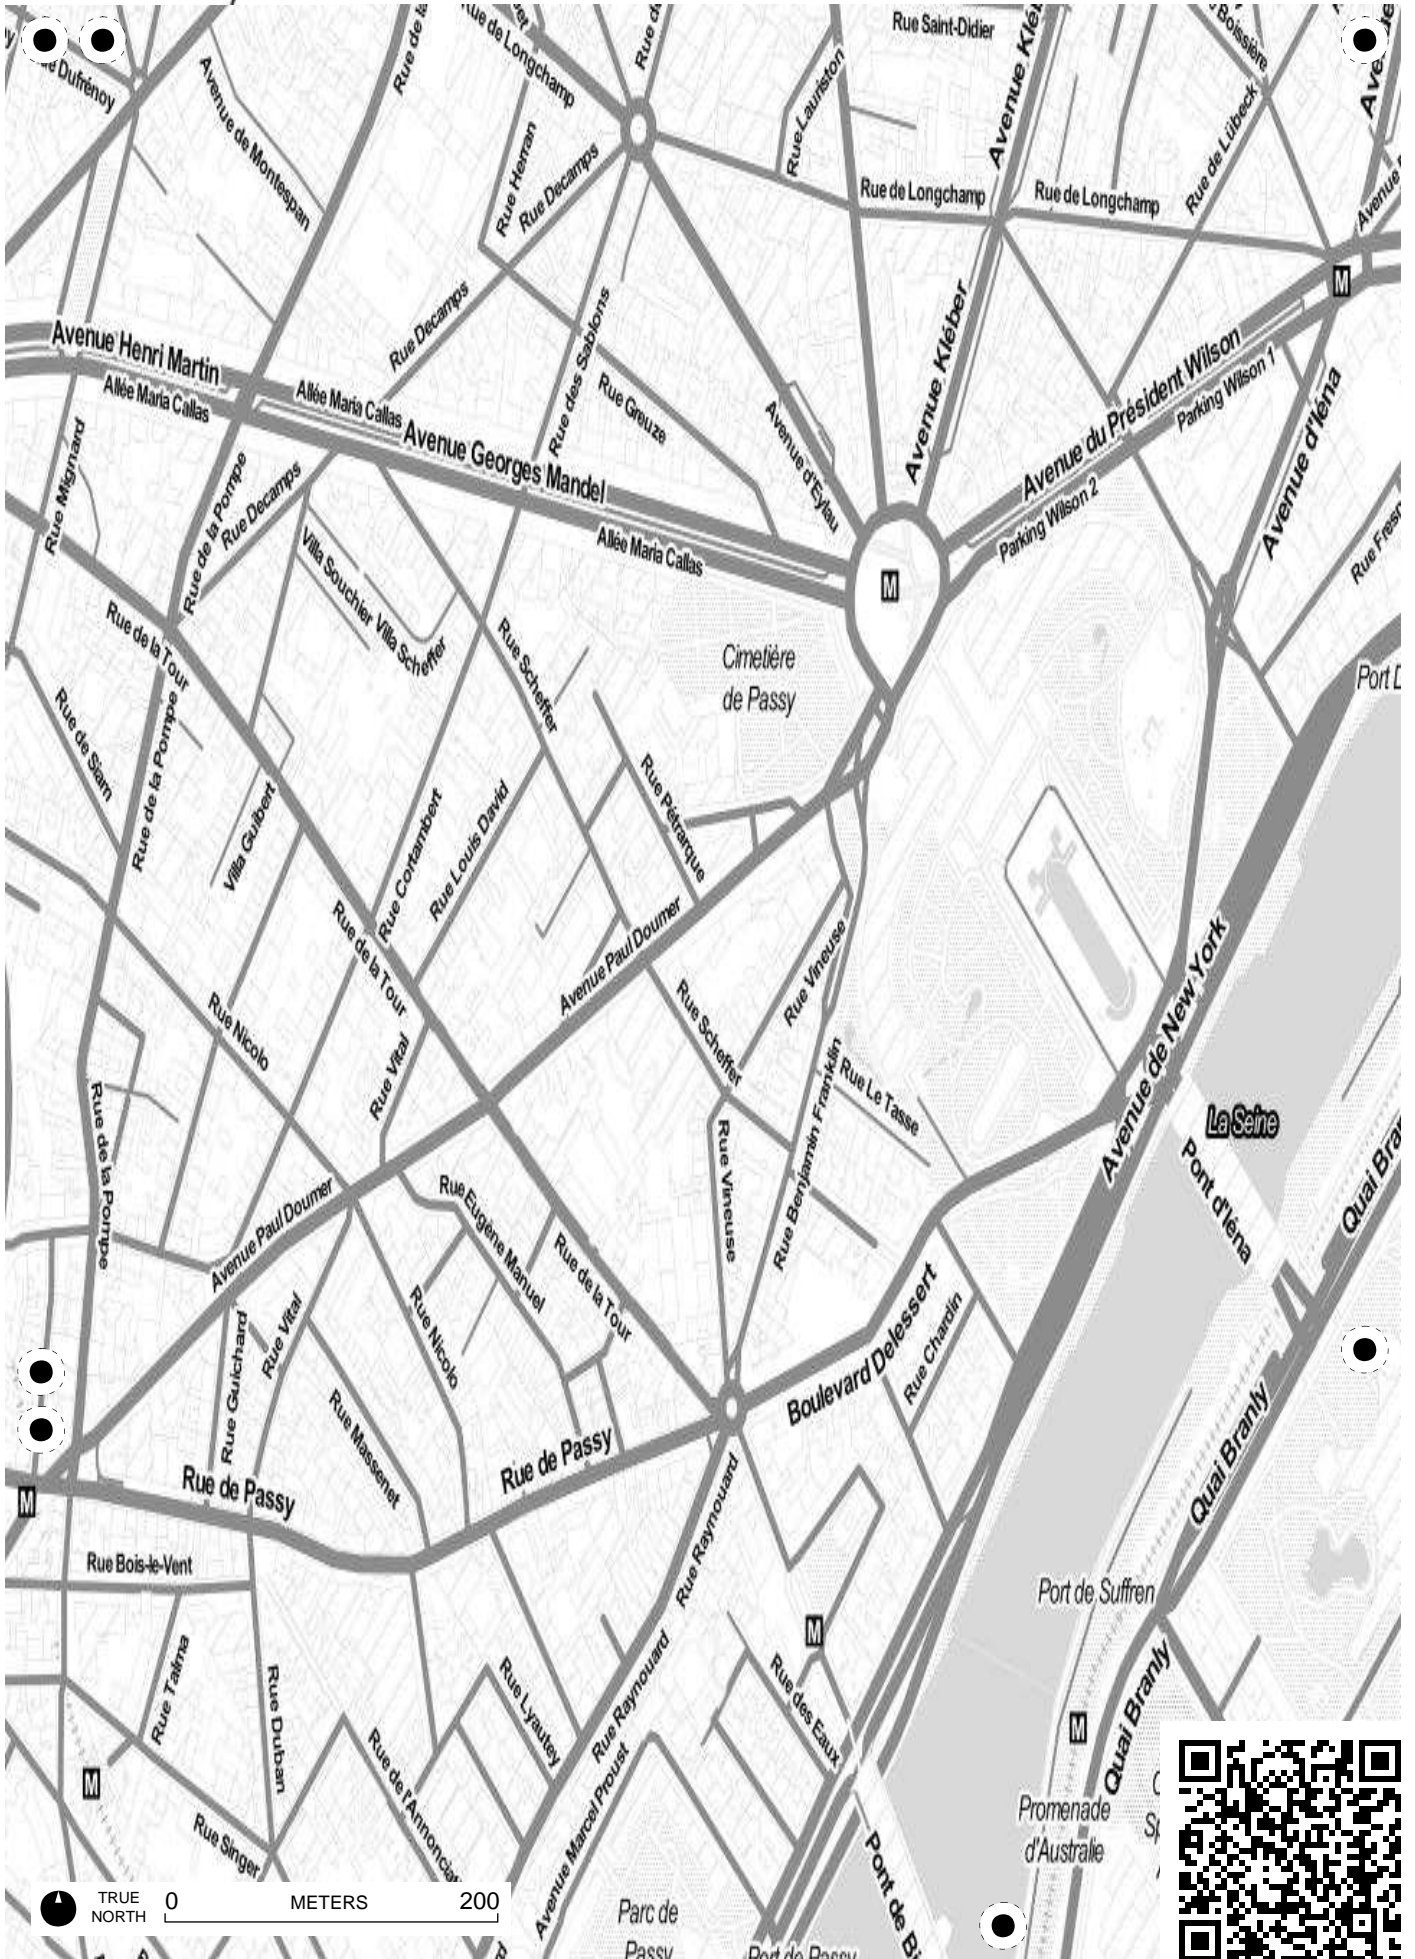 Rue Saint-Didier
Rue de Longchamp
Avenue Kléber
Boissière
Dufrénoy
Avenue de Montespan
Rue Lauriston
Rue Herran
Rue Decamps
Rue de Lübeck
Rue de Longchamp
Rue de Longchamp
M
Rue Decamps
Rue des Sablons
Avenue Kléber
Avenue Henri Martin
Allée Maria Callas
Allée Maria Callas
Avenue Georges Mandel
Rue Greuze
Avenue d'Eylau
Avenue du Président Wilson
Parking Wilson 1
Parking Wilson 2
Avenue d'Iéna
Rue Mignard
Rue de la Pompe
Rue Decamps
Allée Maria Callas
M
Villa Souchier
Villa Scheffer
Rue Scheffer
Rue de la Tour
Cimetière
de Passy
Rue de Siam
Rue de la Pompe
Villa Guibert
Rue Cortambert
Rue Louis David
Rue Pétrarque
Rue de la Tour
Avenue Paul Doumer
Rue Vineuse
Avenue de New York
Rue Nicolo
Rue Vital
Rue Scheffer
Rue Le Tasse
Rue Benjamin Franklin
La Seine
Pont d'Iéna
Rue de la Pompe
Rue Vineuse
Avenue Paul Doumer
Rue Eugène Manuel
Rue de la Tour
Rue Nicolo
Rue Vital
Rue Guichard
Boulevard Delessert
Rue Chardin
Rue Massenet
Quai Branly
Rue de Passy
Rue de Passy
M
Rue Raynouard
Rue Bois-le-Vent
Port de Suffren
M
Rue Talma
Rue Duban
Rue Lyautey
Rue Raynouard
Rue des Eaux
Quai Branly
M
M
Avenue Marcel Proust
Rue Singer
Promenade
d'Australie
Parc de
Passy
Port de Passy
TRUE
NORTH
0 METERS 200